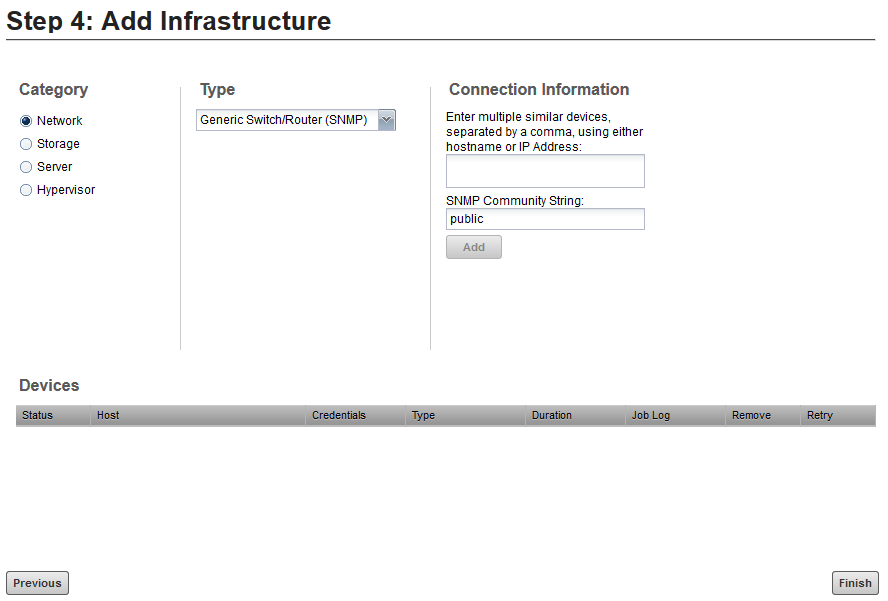 Step 4: Add Infrastructure
Category
Network
Storage
Server
Hypervisor
Type
Generic Switch/Router (SNMP)
Connection Information
Enter multiple similar devices,
separated by a comma, using either
hostname or IP Address:
SNMP Community String:
public
Add
Devices
Status Host Credentials Type Duration Job Log Remove Retry
Previous Finish